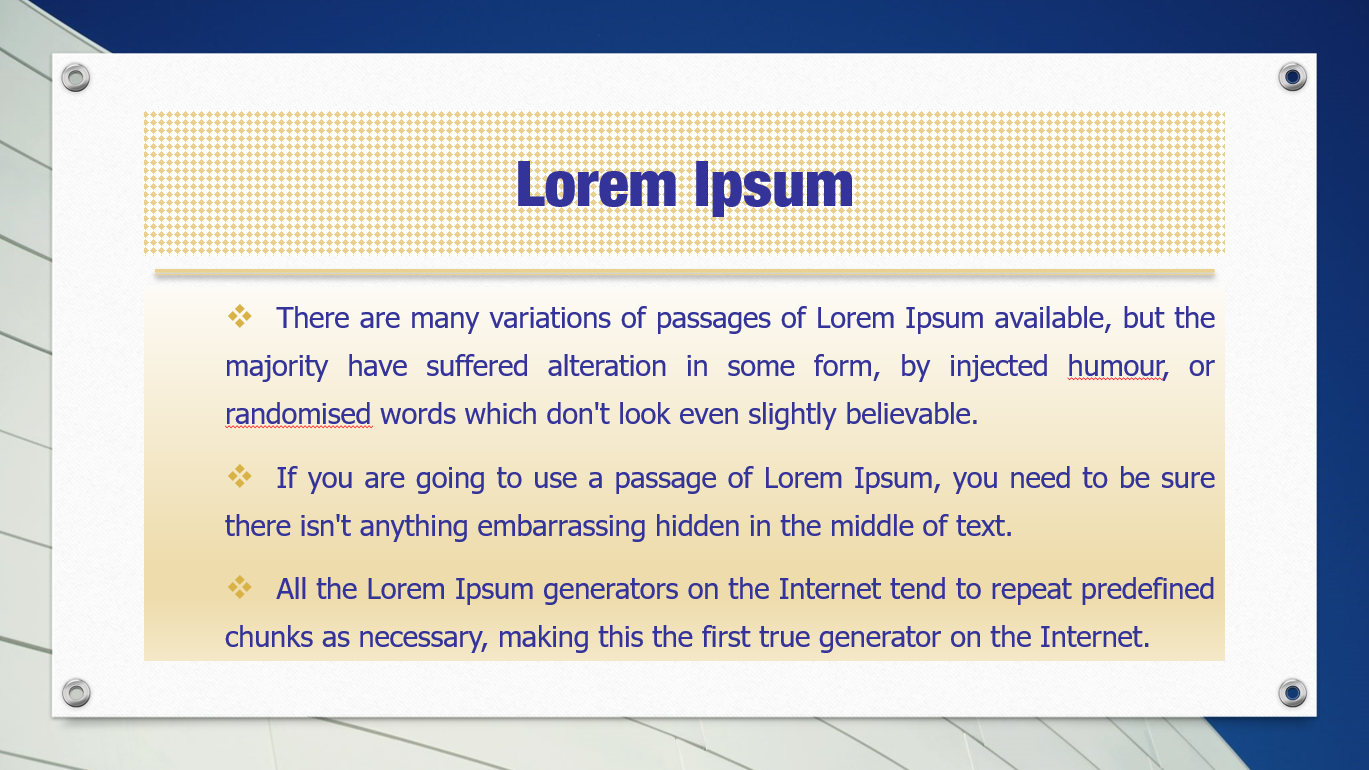 Lorem Ipsum
❖ There are many variations of passages of Lorem Ipsum available, but the
majority have suffered alteration in some form, by injected humour, or
randomised words which don't look even slightly believable.
❖ If you are going to use a passage of Lorem Ipsum, you need to be sure
there isn't anything embarrassing hidden in the middle of text.
❖ All the Lorem Ipsum generators on the Internet tend to repeat predefined
chunks as necessary, making this the first true generator on the Internet.